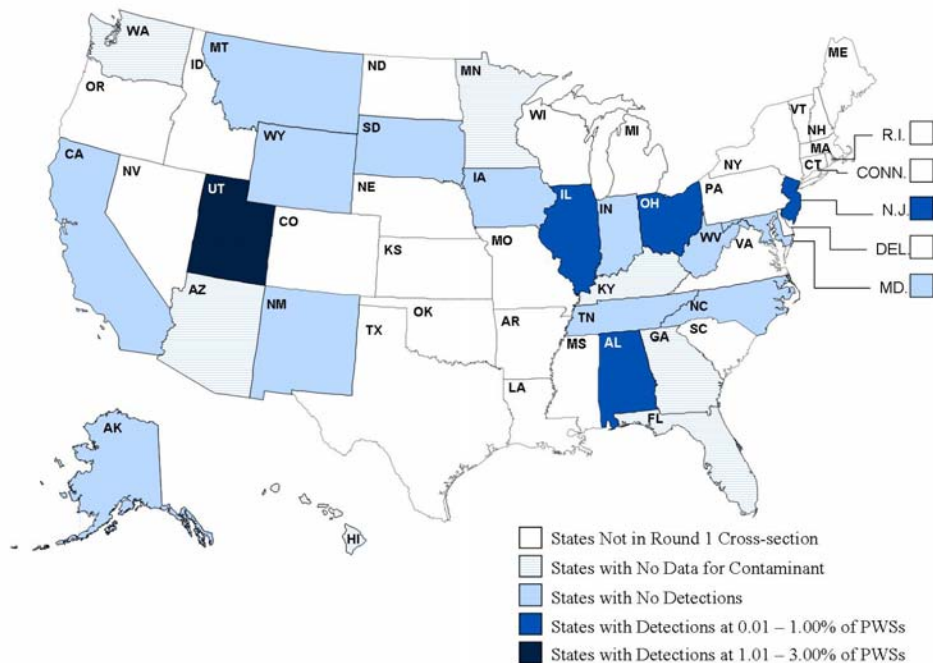 WA
MT
ND
MN
ME
ID
OR
VT
NH
WI
MI
SD
MA
R.I.
NY
CT
CONN.
WY
CA
IA
NV
NE
PA
UT
IL
IN
OH
N.J.
CO
WV
VA
DEL.
KS
MO
KY
MD.
AZ
NM
TN
NC
OK
AR
SC
TX
MS
AL
GA
LA
FL
AK
HI
States Not in Round 1 Cross-section
States with No Data for Contaminant
States with No Detections
States with Detections at 0.01 – 1.00% of PWSs
States with Detections at 1.01 – 3.00% of PWSs